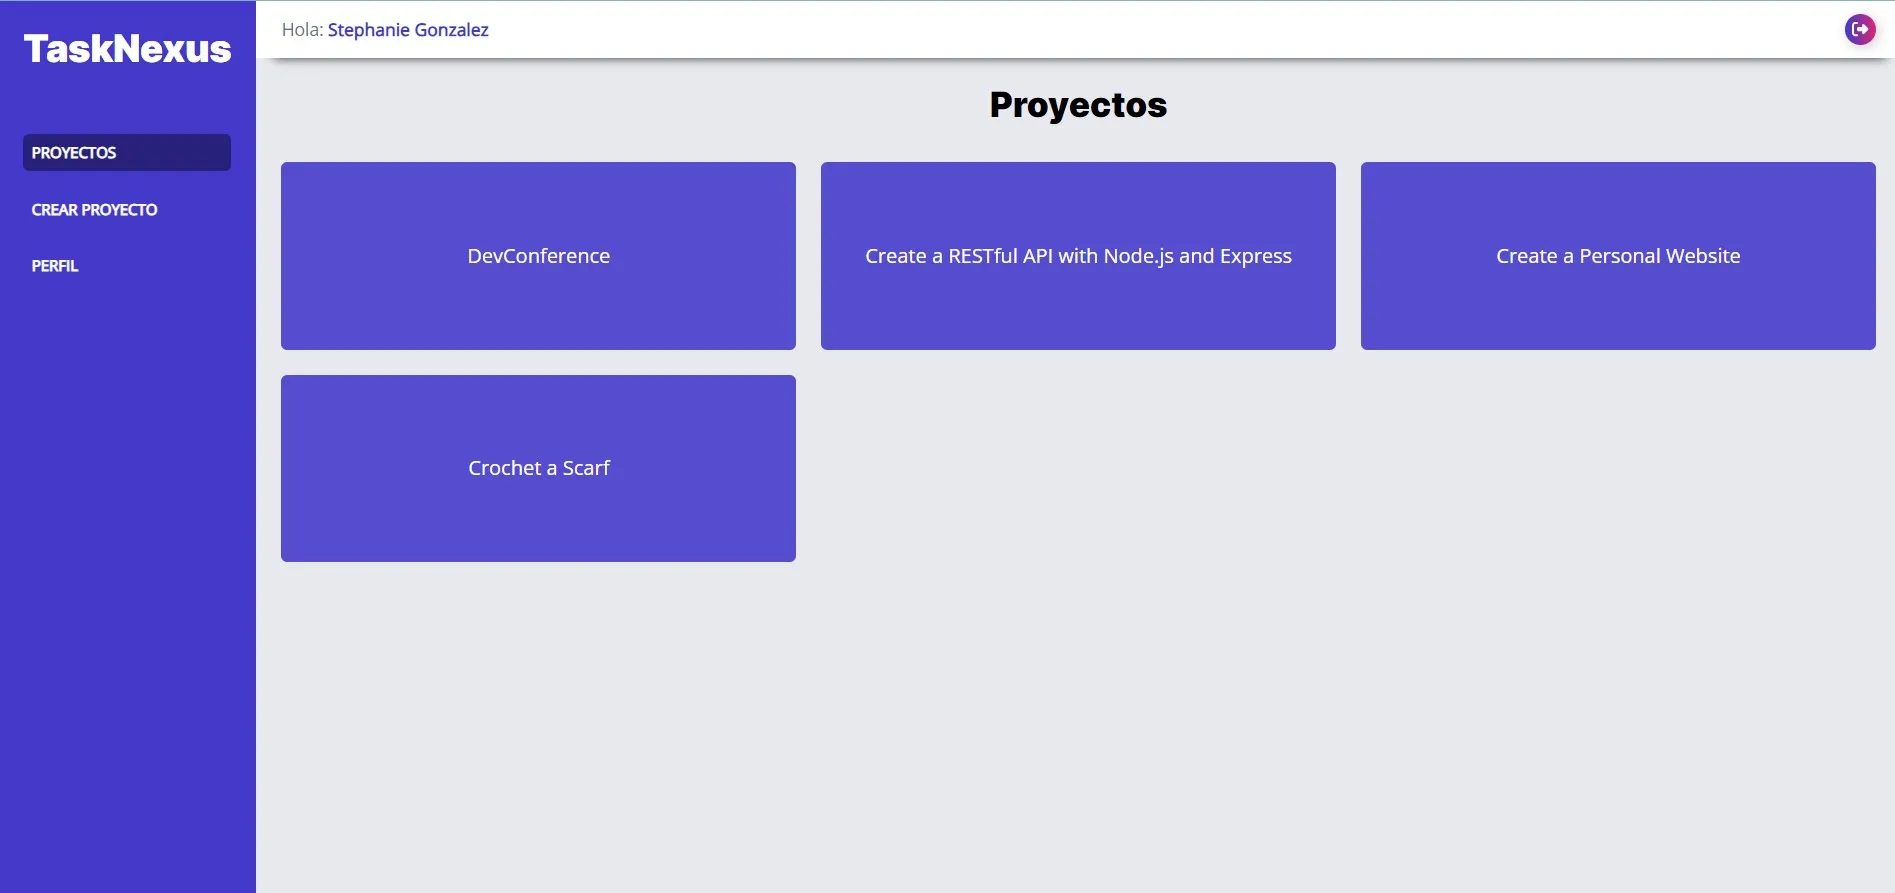 TaskNexus
PROYECTOS
CREAR PROYECTO
PERFIL
Hola: Stephanie Gonzalez
Proyectos
DevConference
Create a RESTful API with Node.js and Express
Create a Personal Website
Crochet a Scarf